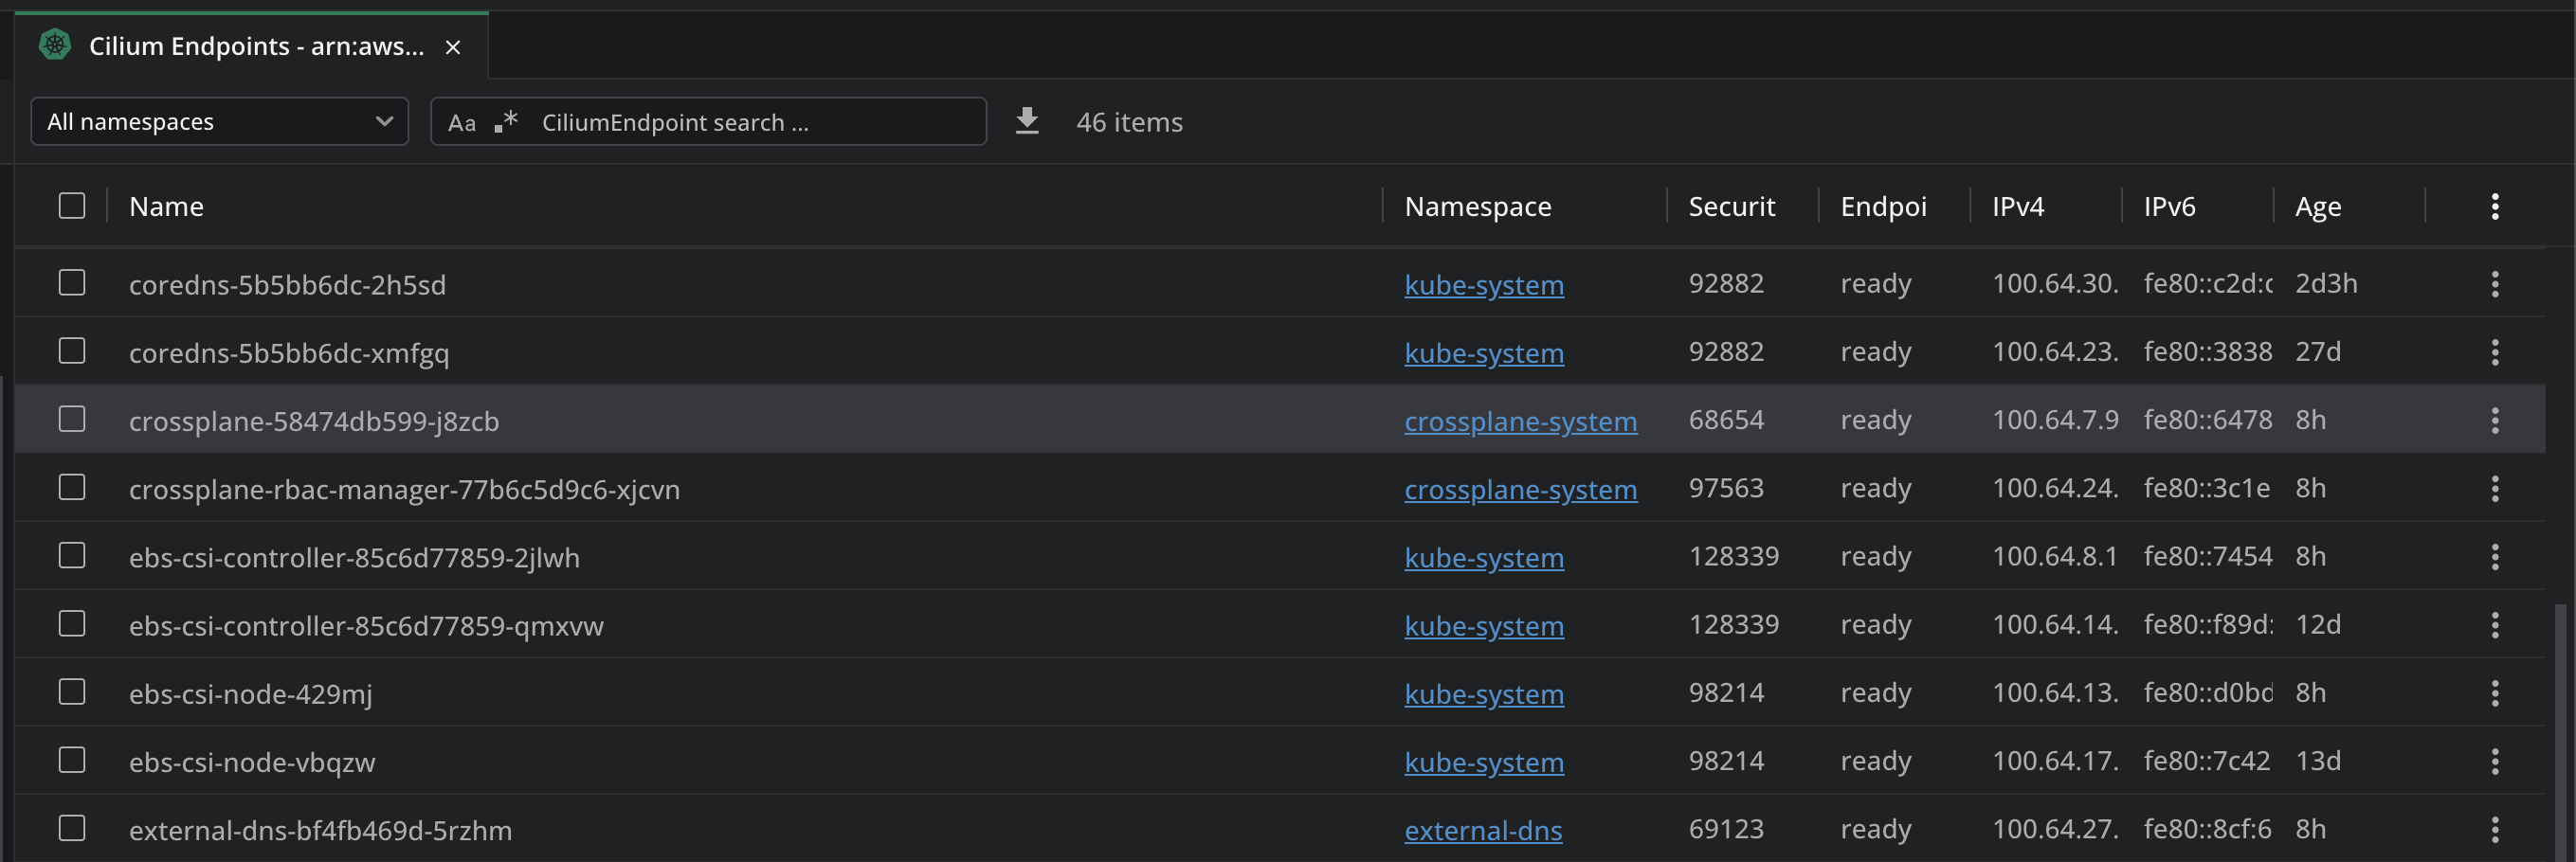 Cilium Endpoints - arn:aws...
All namespaces Aa .* CiliumEndpoint search ... 46 items
Name Namespace Securit Endpoi IPv4 IPv6 Age
coredns-5b5bb6dc-2h5sd kube-system 92882 ready 100.64.30. fe80::c2d:c 2d3h
coredns-5b5bb6dc-xmfgq kube-system 92882 ready 100.64.23. fe80::3838 27d
crossplane-58474db599-j8zcb crossplane-system 68654 ready 100.64.7.9 fe80::6478 8h
crossplane-rbac-manager-77b6c5d9c6-xjcvn crossplane-system 97563 ready 100.64.24. fe80::3c1e 8h
ebs-csi-controller-85c6d77859-2jlwh kube-system 128339 ready 100.64.8.1 fe80::7454 8h
ebs-csi-controller-85c6d77859-qmxvw kube-system 128339 ready 100.64.14. fe80::f89d: 12d
ebs-csi-node-429mj kube-system 98214 ready 100.64.13. fe80::d0bd 8h
ebs-csi-node-vbqzw kube-system 98214 ready 100.64.17. fe80::7c42 13d
external-dns-bf4fb469d-5rzhm external-dns 69123 ready 100.64.27. fe80::8cf:6 8h